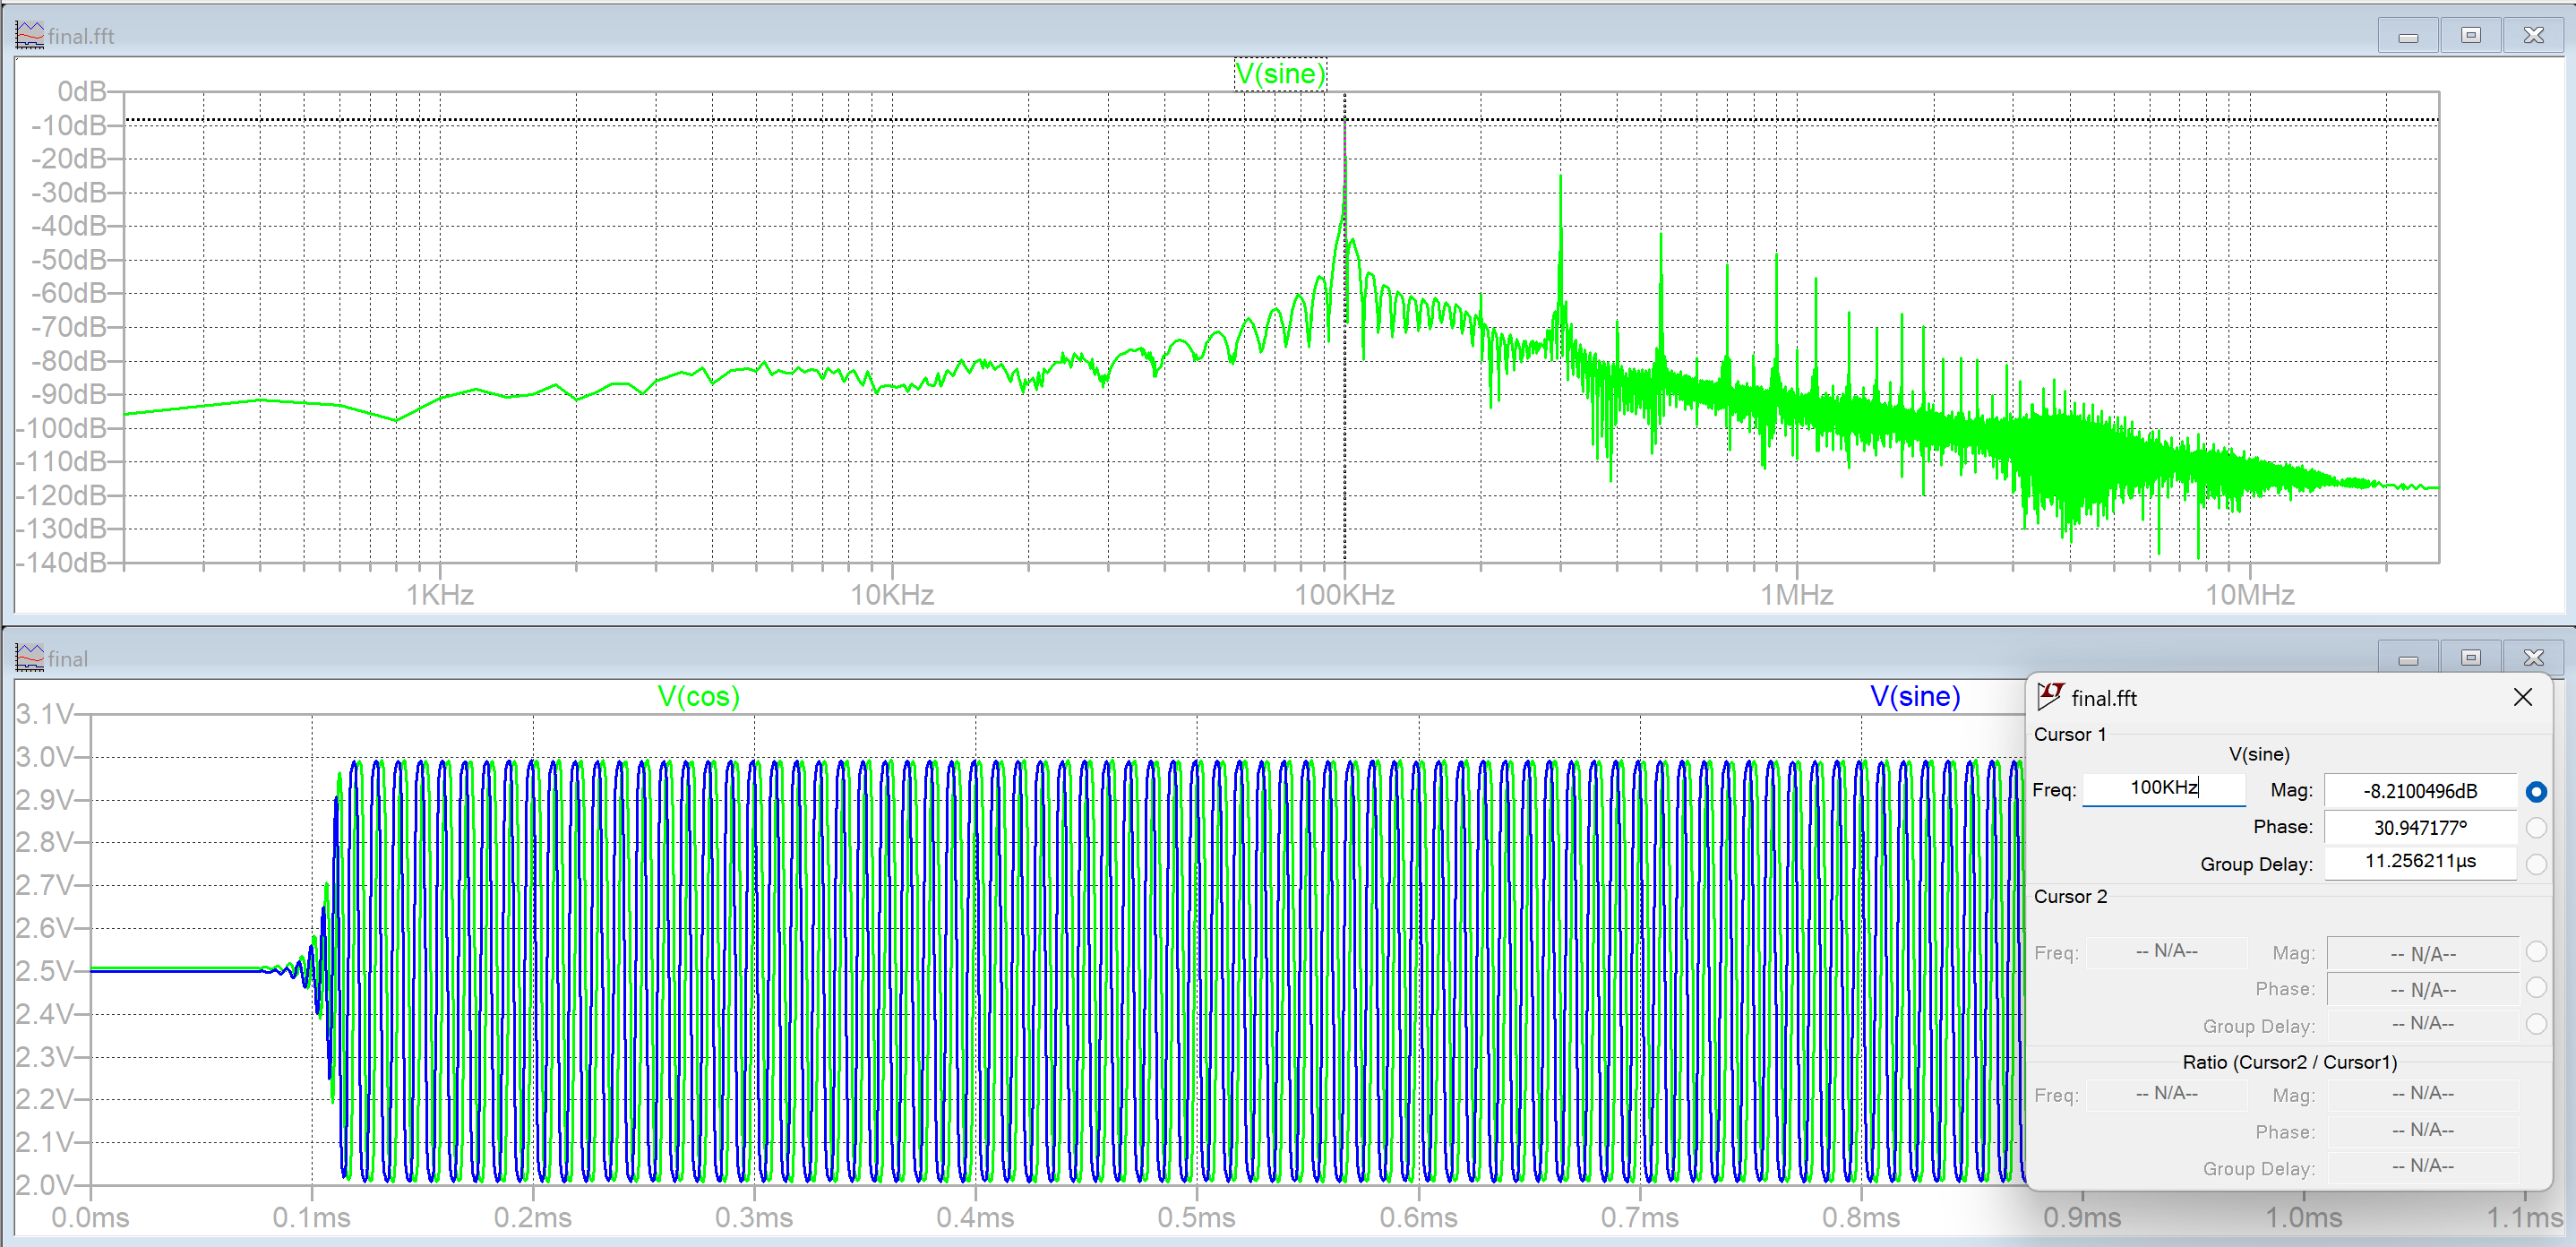 final.fft
V(sine)
0dB
-10dB
-20dB
-30dB
-40dB
-50dB
-60dB
-70dB
-80dB
-90dB
-100dB
-110dB
-120dB
-130dB
-140dB
1KHz 10KHz 100KHz 1MHz 10MHz
final
V(cos) V(sine)
3.1V
3.0V
2.9V
2.8V
2.7V
2.6V
2.5V
2.4V
2.3V
2.2V
2.1V
2.0V
0.0ms 0.1ms 0.2ms 0.3ms 0.4ms 0.5ms 0.6ms 0.7ms 0.8ms 0.9ms 1.0ms 1.1ms
final.fft
Cursor 1
V(sine)
Freq: 100KHz Mag: -8.2100496dB
Phase: 30.947177°
Group Delay: 11.256211µs
Cursor 2
Freq: -- N/A-- Mag: -- N/A--
Phase: -- N/A--
Group Delay: -- N/A--
Ratio (Cursor2 / Cursor1)
Freq: -- N/A-- Mag: -- N/A--
Phase: -- N/A--
Group Delay: -- N/A--